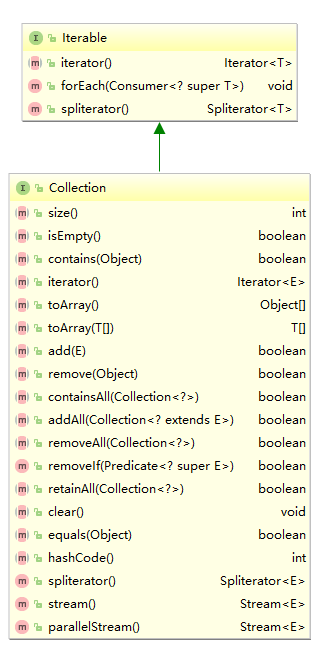 Iterable
iterator() Iterator<T>
forEach(Consumer<? super T>) void
spliterator() Spliterator<T>
Collection
size() int
isEmpty() boolean
contains(Object) boolean
iterator() Iterator<E>
toArray() Object[]
toArray(T[]) T[]
add(E) boolean
remove(Object) boolean
containsAll(Collection<?>) boolean
addAll(Collection<? extends E>) boolean
removeAll(Collection<?>) boolean
removeIf(Predicate<? super E>) boolean
retainAll(Collection<?>) boolean
clear() void
equals(Object) boolean
hashCode() int
spliterator() Spliterator<E>
stream() Stream<E>
parallelStream() Stream<E>